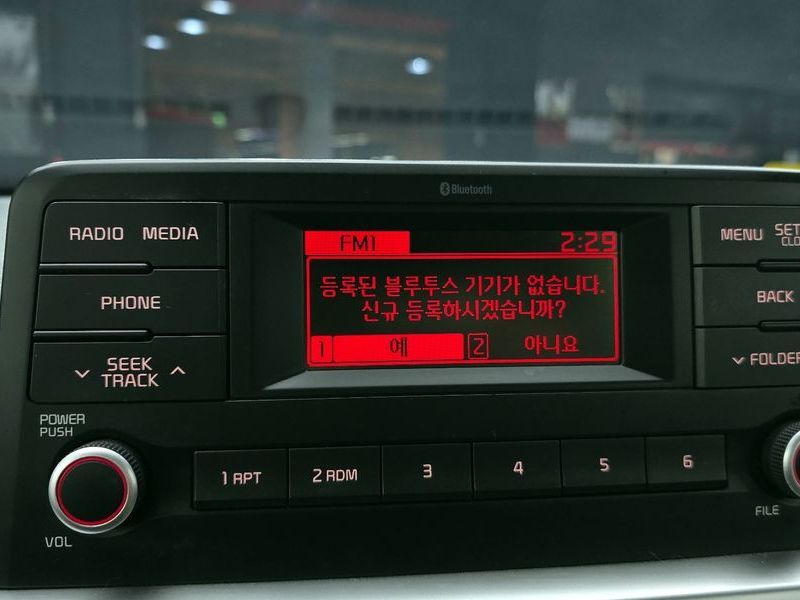 Bluetooth
RADIO MEDIA
PHONE
SEEK
TRACK
POWER
PUSH
VOL
FM1 2:29
등록된 블루투스 기기가 없습니다.
신규 등록하시겠습니까?
1 예 2 아니요
MENU
BACK
FOLDER
1 RPT 2 RDM 3 4 5 6
FILE